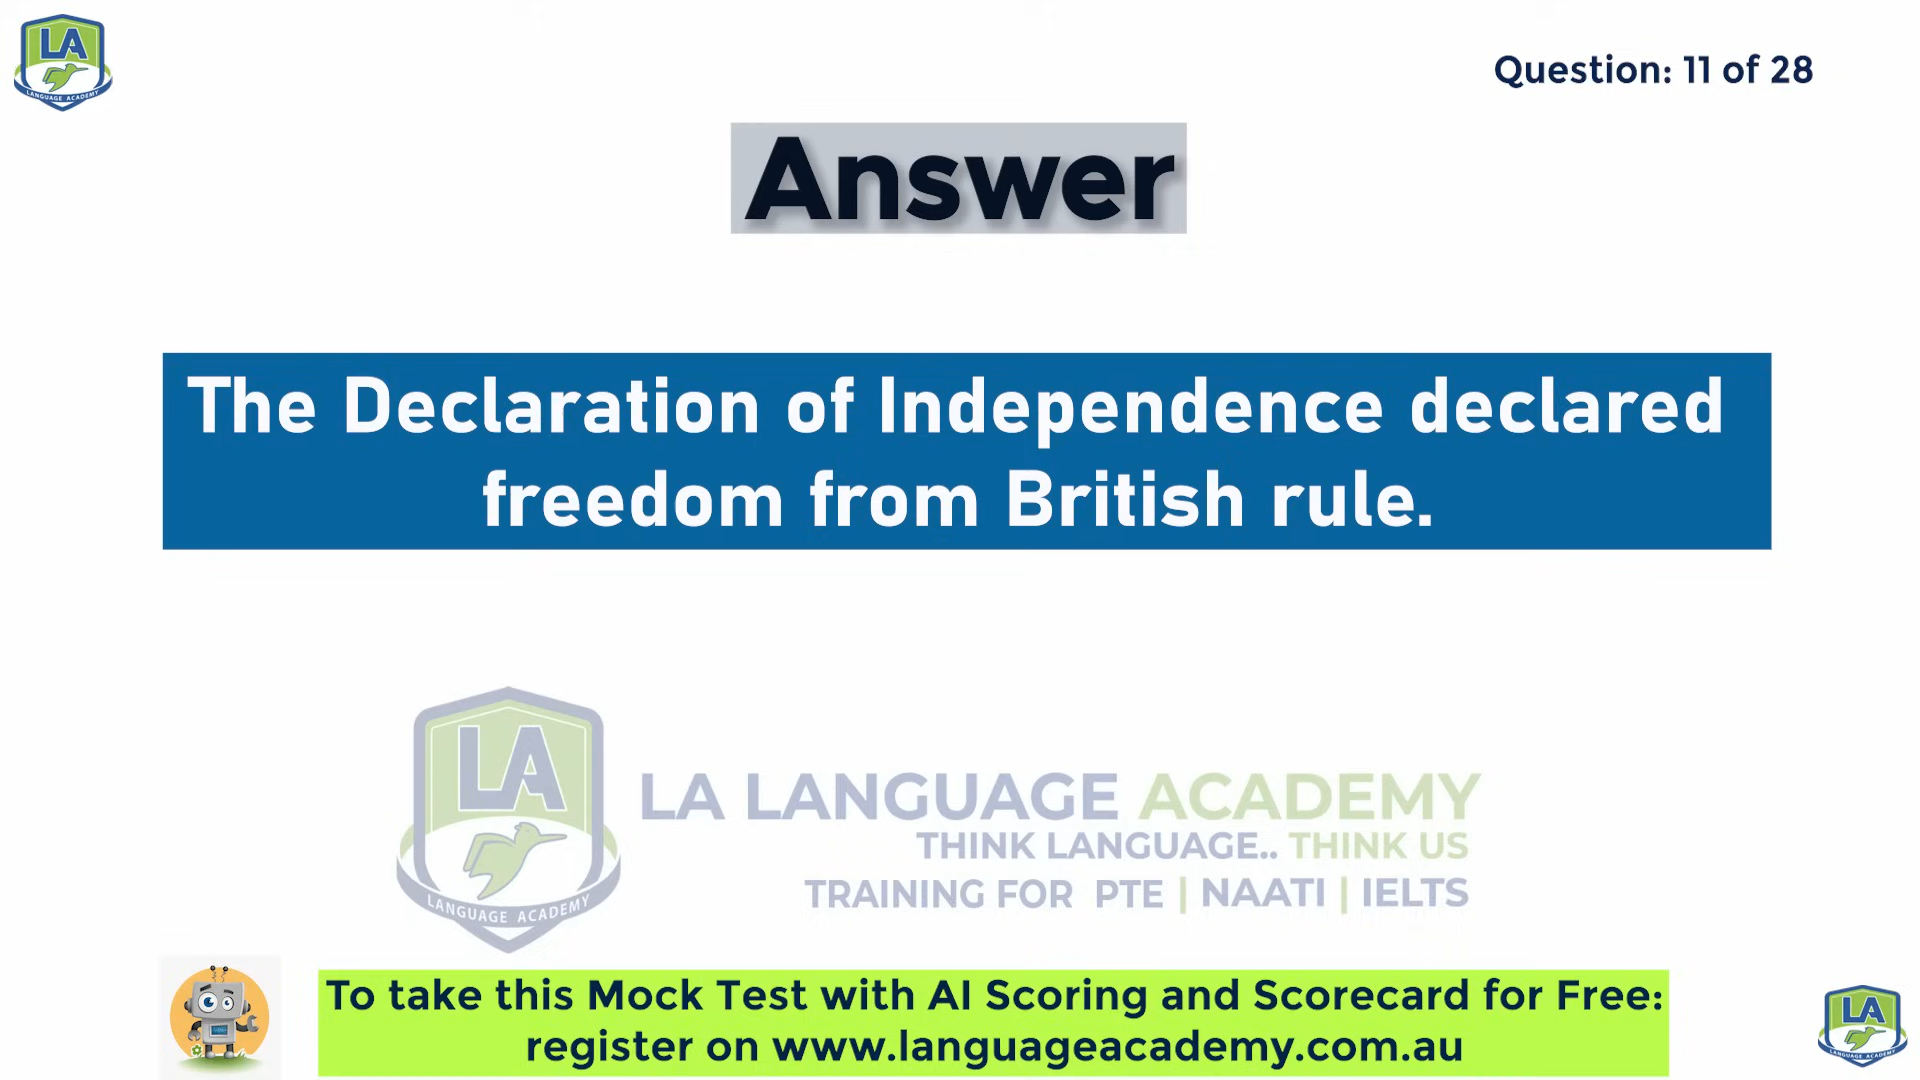 LA
LANGUAGE ACADEMY
Question: 11 of 28
Answer
The Declaration of Independence declared
freedom from British rule.
LA
LANGUAGE ACADEMY
LA LANGUAGE ACADEMY
THINK LANGUAGE.. THINK US
TRAINING FOR PTE | NAATI | IELTS
To take this Mock Test with AI Scoring and Scorecard for Free:
register on www.languageacademy.com.au
LA
LANGUAGE ACADEMY